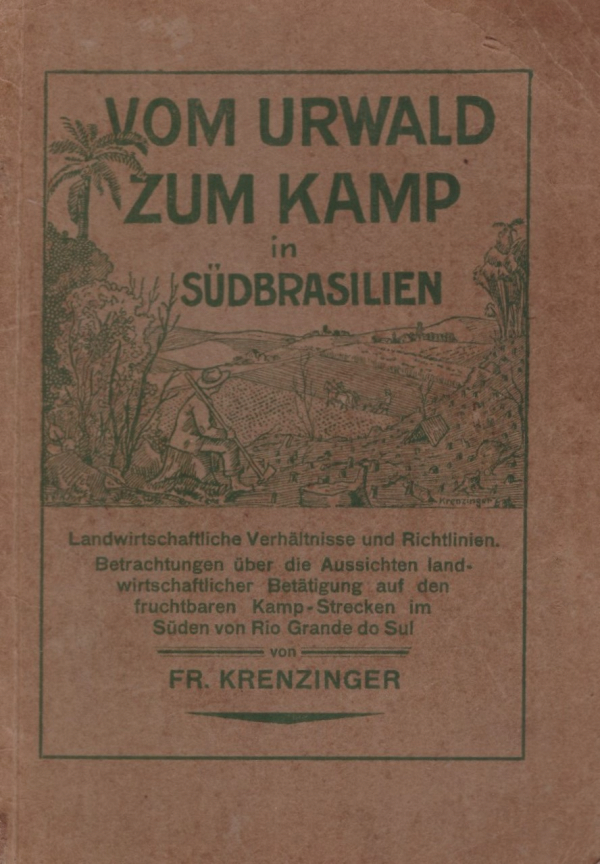 VOM URWALD
ZUM KAMP
in
SÜDBRASILIEN
Krenzinger
Landwirtschaftliche Verhältnisse und Richtlinien.
Betrachtungen über die Aussichten land-
wirtschaftlicher Betätigung auf den
fruchtbaren Kamp-Strecken im
Süden von Rio Grande do Sul
von
FR. KRENZINGER